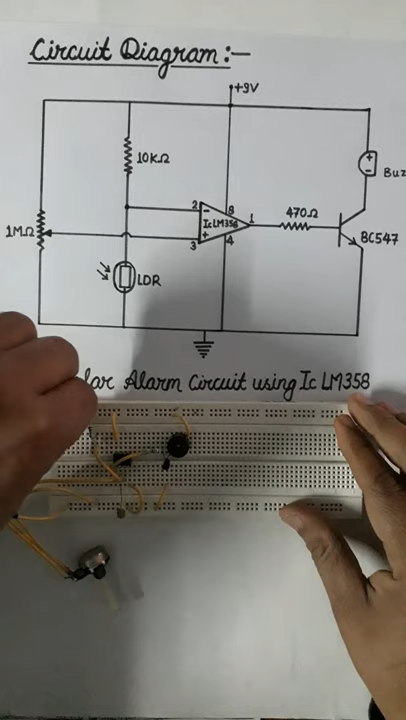 Circuit Diagram:-
+9V
10KΩ
Buz
1MΩ
2
-
8
Ic LM358
1
470Ω
+
3
4
BC547
+
-
LDR
lar Alarm Circuit using Ic LM358